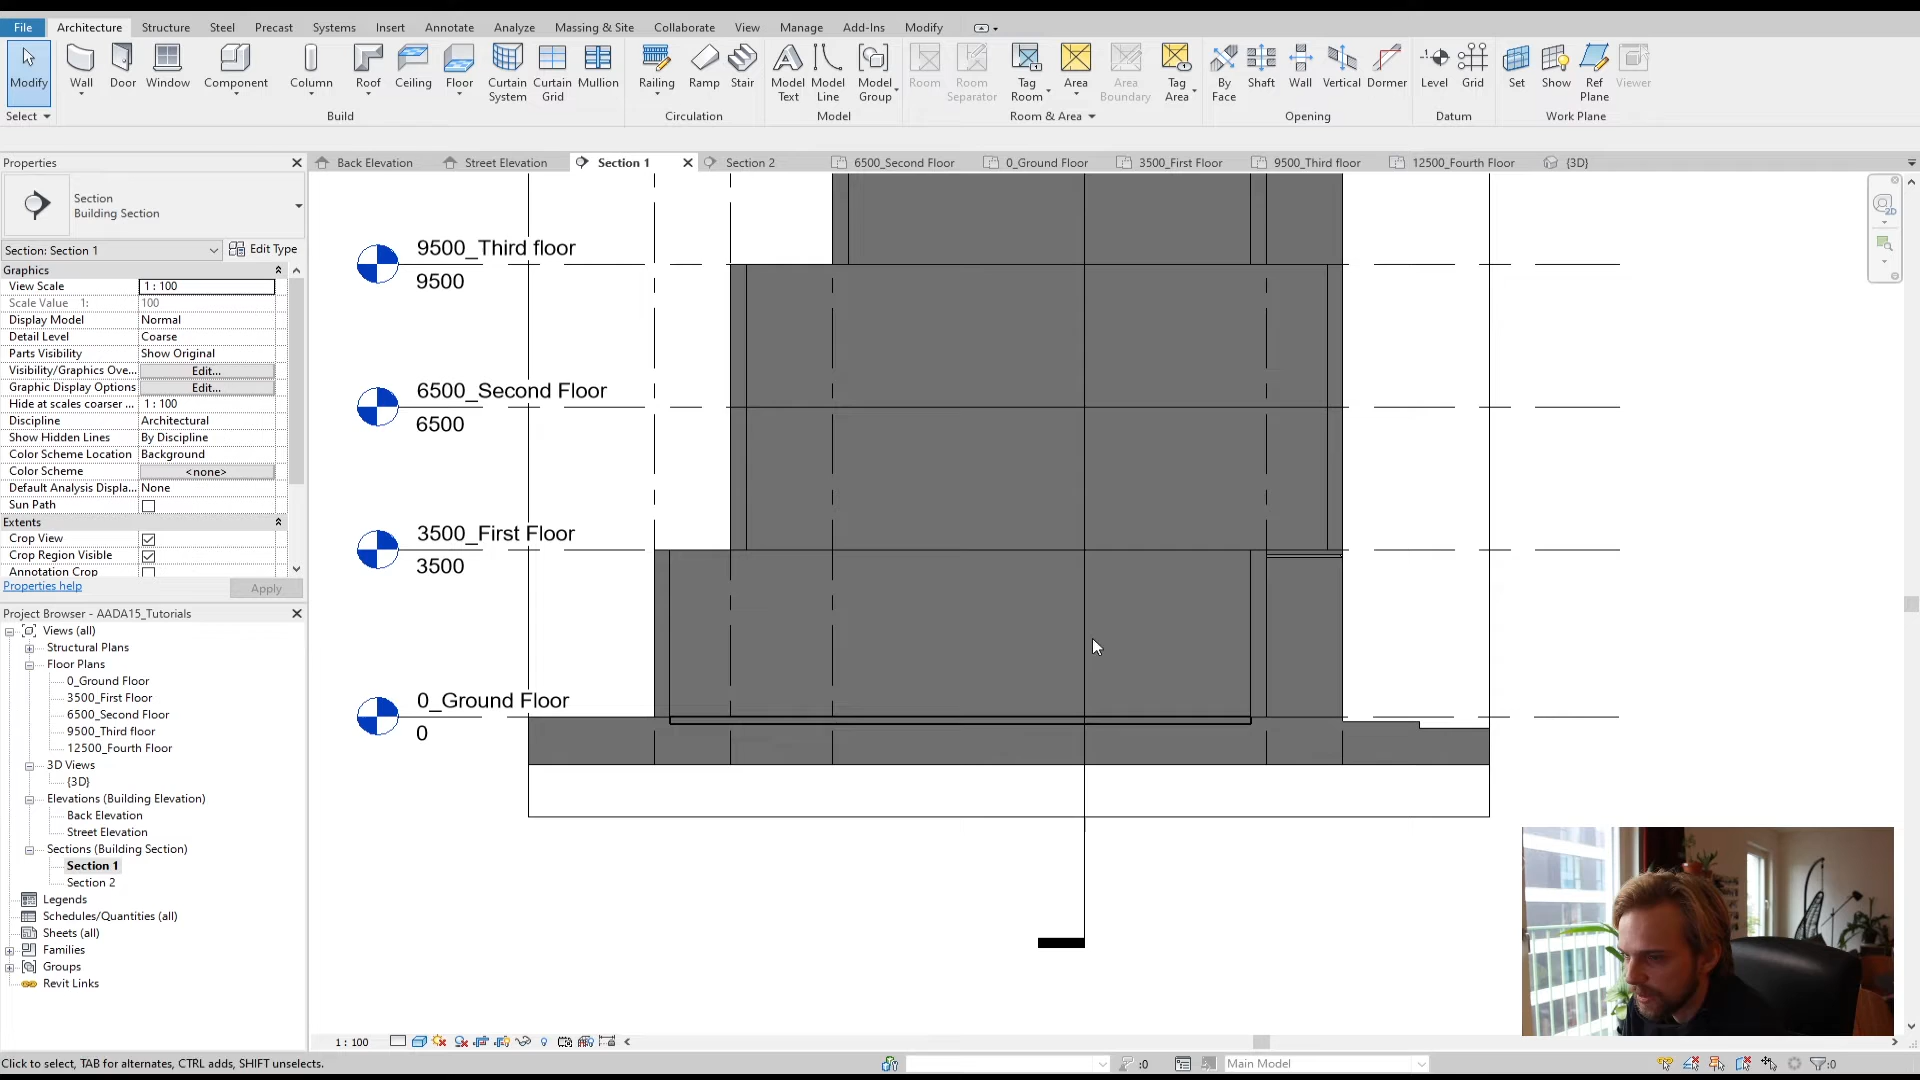 File Architecture Structure Steel Precast Systems Insert Annotate Analyze Massing & Site Collaborate View Manage Add-Ins Modify
Modify Wall Door Window Component Column Roof Ceiling Floor Curtain System Curtain Grid Mullion Railing Ramp Stair Model Text Model Line Model Group Room Room Separator Tag Room Area Area Boundary Tag Area By Face Shaft Wall Vertical Dormer Level Grid Set Show Ref Plane Viewer
Select Build Circulation Model Room & Area Opening Datum Work Plane
Properties
Back Elevation Street Elevation Section 1 Section 2 6500_Second Floor 0_Ground Floor 3500_First Floor 9500_Third floor 12500_Fourth Floor {3D}
Section
Building Section
Section: Section 1 Edit Type
Graphics
View Scale 1 : 100
Scale Value 1: 100
Display Model Normal
Detail Level Coarse
Parts Visibility Show Original
Visibility/Graphics Ove... Edit...
Graphic Display Options Edit...
Hide at scales coarser ... 1 : 100
Discipline Architectural
Show Hidden Lines By Discipline
Color Scheme Location Background
Color Scheme <none>
Default Analysis Displa... None
Sun Path
Extents
Crop View
Crop Region Visible
Annotation Crop
Properties help Apply
Project Browser - AADA15_Tutorials
Views (all)
Structural Plans
Floor Plans
0_Ground Floor
3500_First Floor
6500_Second Floor
9500_Third floor
12500_Fourth Floor
3D Views
{3D}
Elevations (Building Elevation)
Back Elevation
Street Elevation
Sections (Building Section)
Section 1
Section 2
Legends
Schedules/Quantities (all)
Sheets (all)
Families
Groups
Revit Links
9500_Third floor
9500
6500_Second Floor
6500
3500_First Floor
3500
0_Ground Floor
0
2D
1 : 100
Click to select, TAB for alternates, CTRL adds, SHIFT unselects. :0 Main Model :0